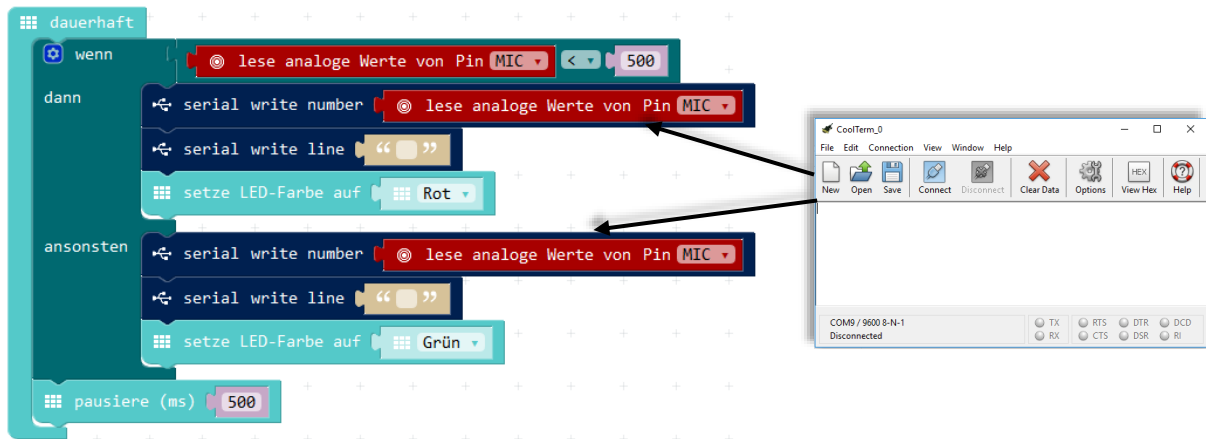 dauerhaft
wenn lese analoge Werte von Pin MIC < 500
dann serial write number lese analoge Werte von Pin MIC
serial write line “ ”
setze LED-Farbe auf Rot
ansonsten serial write number lese analoge Werte von Pin MIC
serial write line “ ”
setze LED-Farbe auf Grün
pausiere (ms) 500
CoolTerm_0
File Edit Connection View Window Help
HEX
New Open Save Connect Disconnect Clear Data Options View Hex Help
COM9 / 9600 8-N-1 TX RTS DTR DCD
Disconnected RX CTS DSR RI